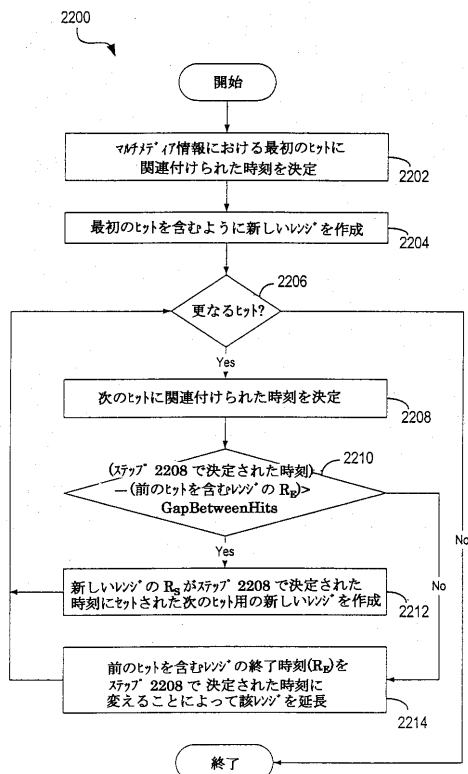 2200
開始
ﾏﾙﾁﾒﾃﾞｨｱ情報における最初のﾋｯﾄに
関連付けられた時刻を決定
2202
最初のﾋｯﾄを含むように新しいﾚﾝｼﾞを作成
2204
2206
更なるﾋｯﾄ?
Yes
次のﾋｯﾄに関連付けられた時刻を決定
2208
2210
(ｽﾃｯﾌﾟ 2208 で決定された時刻)
—(前のﾋｯﾄを含むﾚﾝｼﾞの RE)>
GapBetweenHits
No
Yes
No
新しいﾚﾝｼﾞの RS がｽﾃｯﾌﾟ 2208 で決定された
時刻にセットされた次のﾋｯﾄ用の新しいﾚﾝｼﾞを作成
2212
前のﾋｯﾄを含むﾚﾝｼﾞの終了時刻(RE)を
ｽﾃｯﾌﾟ 2208 で 決定された時刻に
変えることによって該ﾚﾝｼﾞを延長
2214
終了